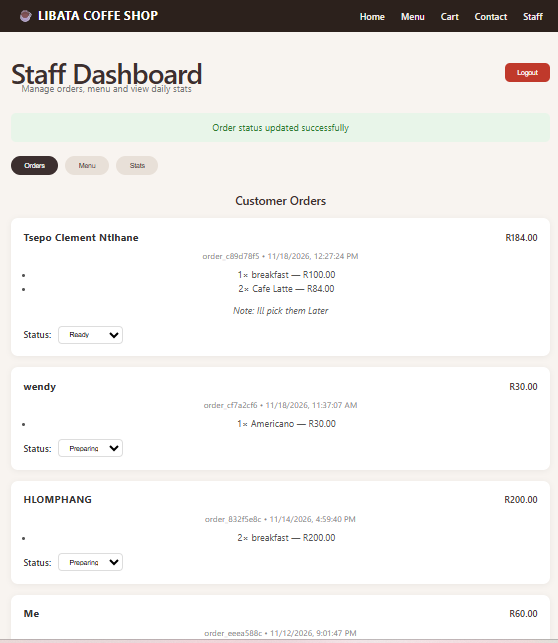 LIBATA COFFE SHOP
Home Menu Cart Contact Staff
Staff Dashboard
Manage orders, menu and view daily stats
Logout
Order status updated successfully
Orders Menu Stats
Customer Orders
Tsepo Clement Ntlhane R184.00
order_c89d78f5 • 11/18/2026, 12:27:24 PM
• 1× breakfast — R100.00
• 2× Cafe Latte — R84.00
Note: Ill pick them Later
Status: Ready
wendy R30.00
order_cf7a2cf6 • 11/18/2026, 11:37:07 AM
• 1× Americano — R30.00
Status: Preparing
HLOMPHANG R200.00
order_832f5e8c • 11/14/2026, 4:59:40 PM
• 2× breakfast — R200.00
Status: Preparing
Me R60.00
order_eeea588c • 11/12/2026, 9:01:47 PM